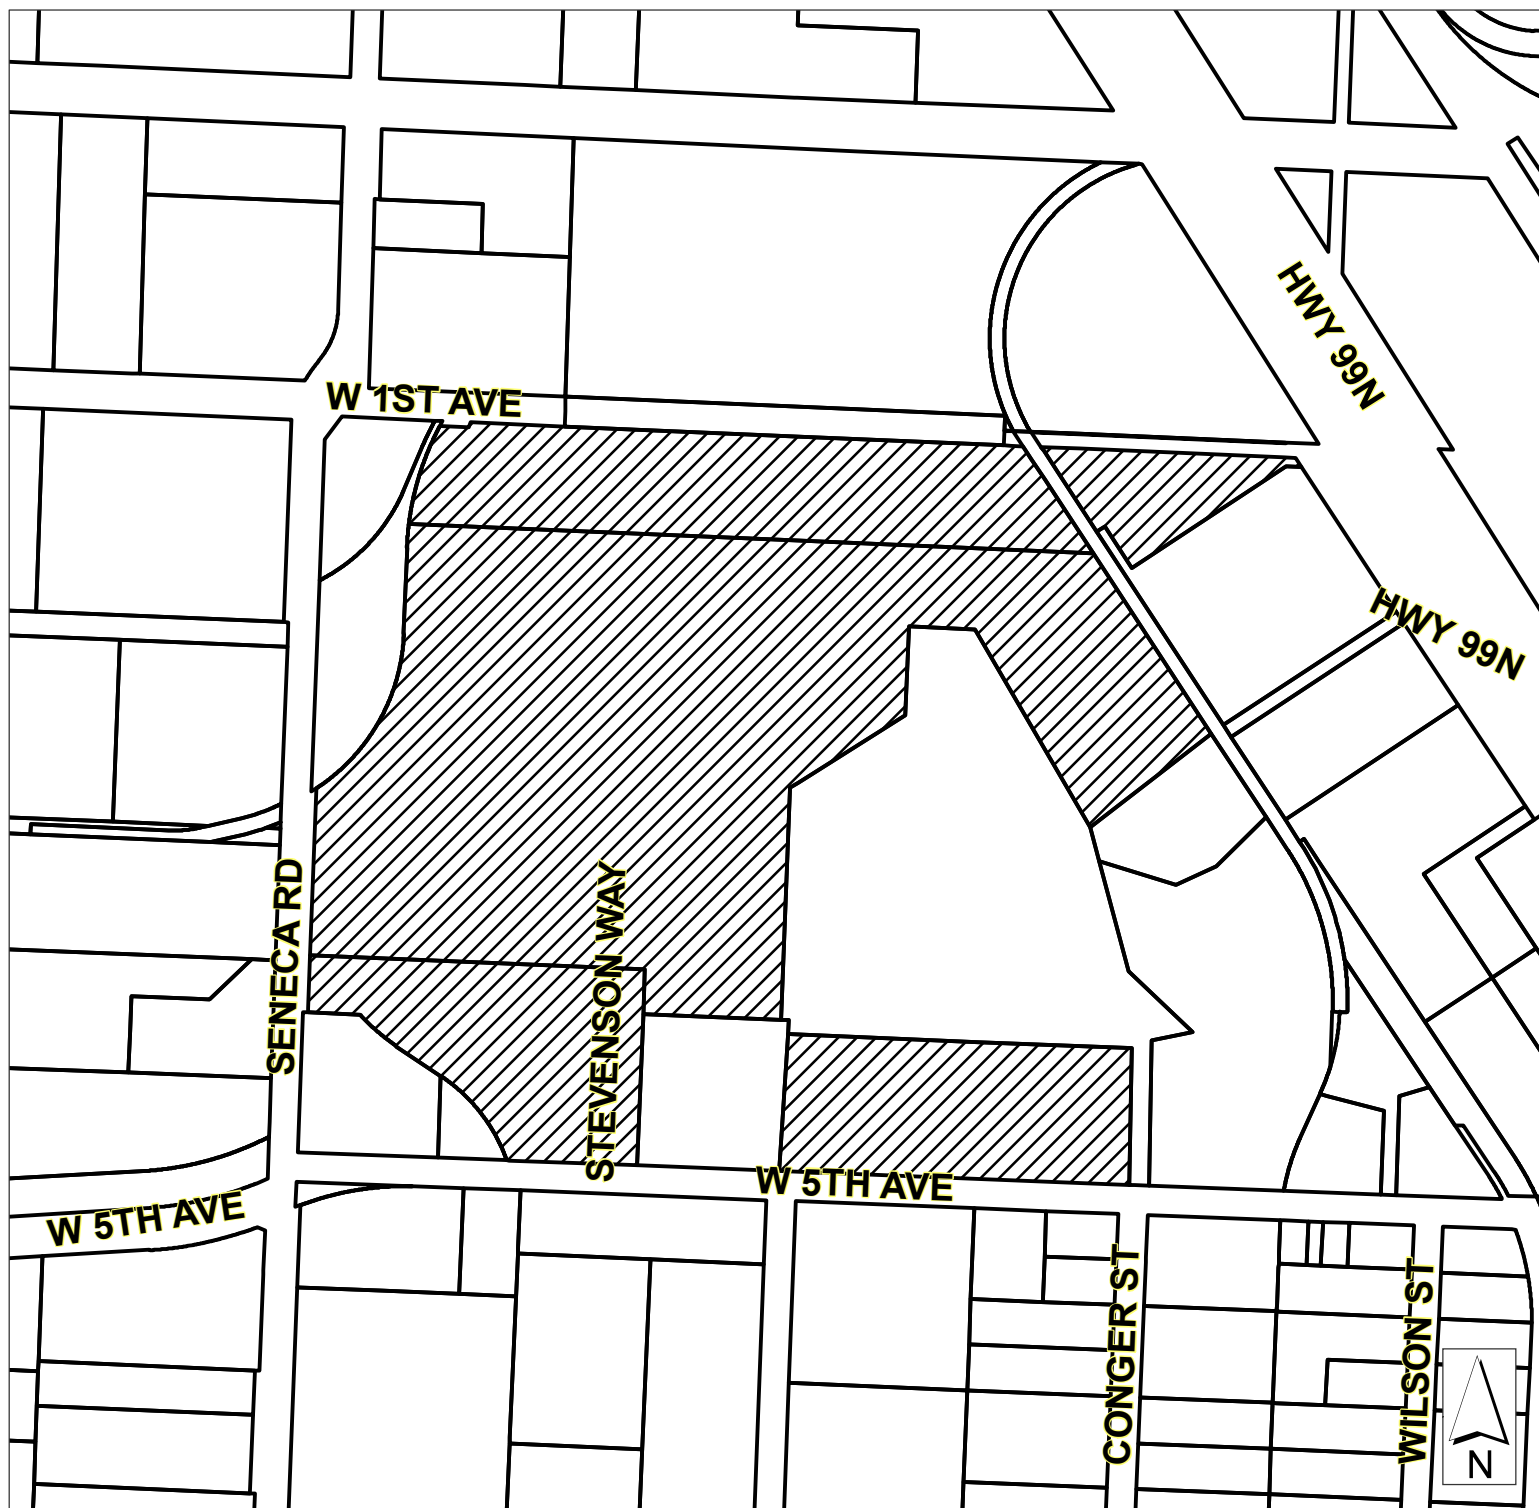 HWY 99N
W 1ST AVE
HWY 99N
SENECA RD
STEVENSON WAY
W 5TH AVE
W 5TH AVE
CONGER ST
WILSON ST
N